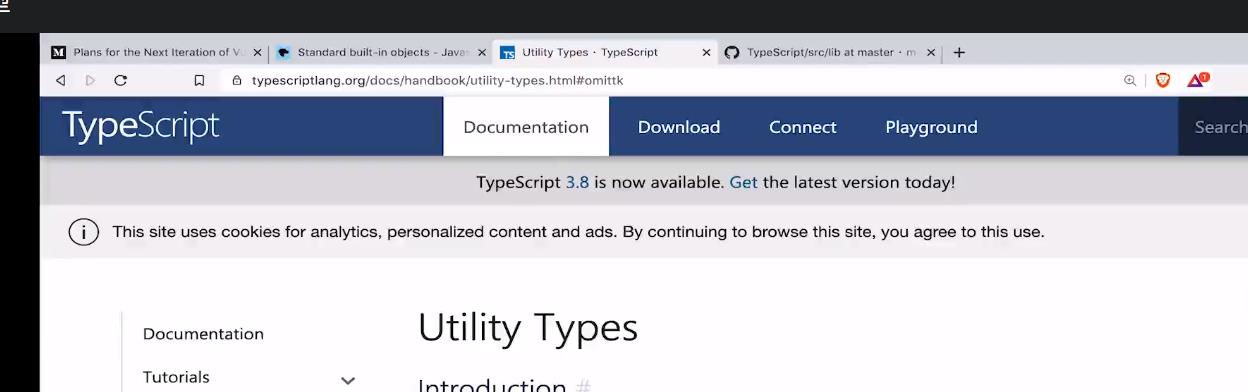 Plans for the Next Iteration of Vu
Standard built-in objects - Java
Utility Types · TypeScript
TypeScript/src/lib at master · m
typescriptlang.org/docs/handbook/utility-types.html#omittk
TypeScript
Documentation
Download
Connect
Playground
Search
TypeScript 3.8 is now available. Get the latest version today!
This site uses cookies for analytics, personalized content and ads. By continuing to browse this site, you agree to this use.
Documentation
Utility Types
Tutorials
Introduction #